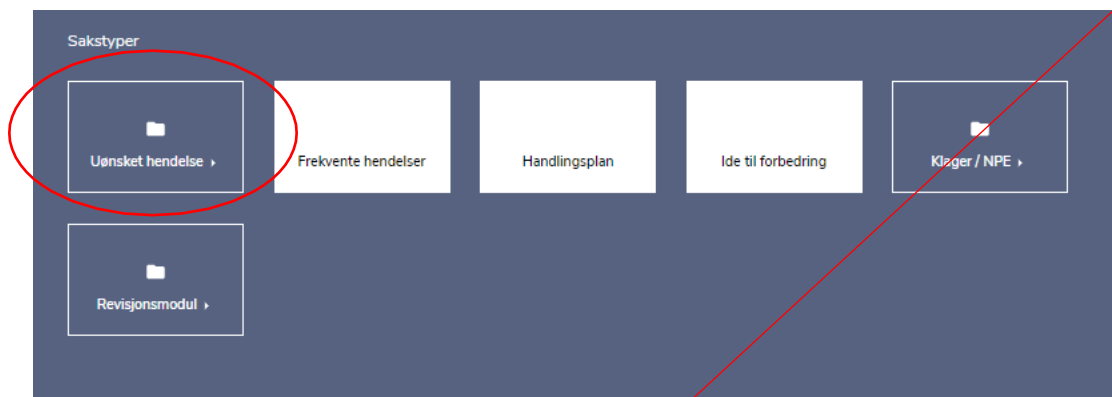 Sakstyper
Uønsket hendelse
Frekvente hendelser
Handlingsplan
Ide til forbedring
Klager / NPE
Revisjonsmodul